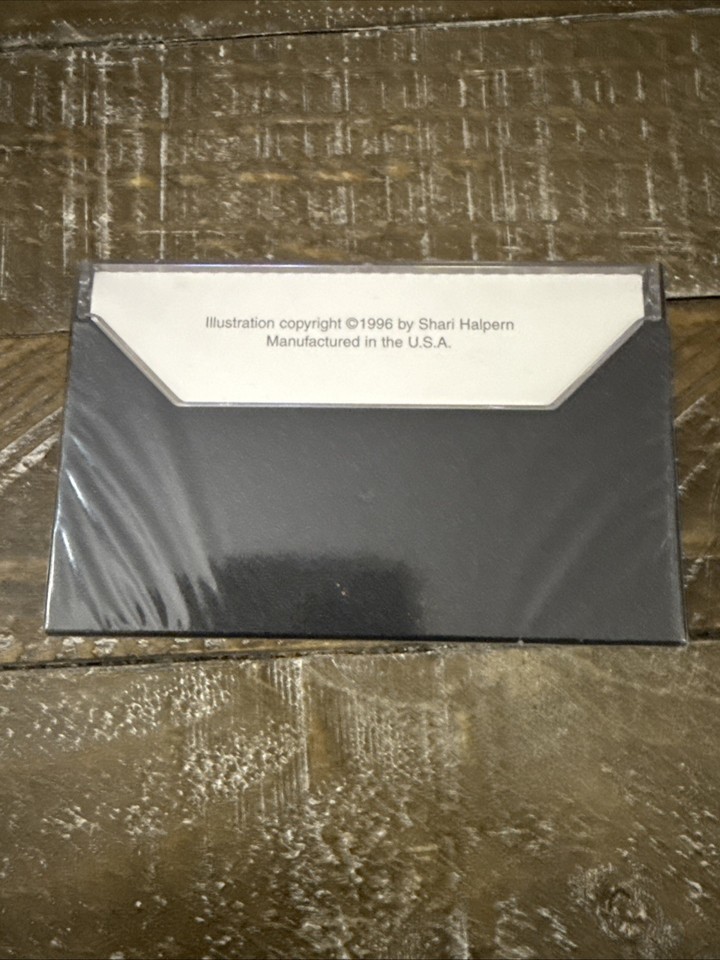 Illustration copyright ©1996 by Shari Halpern
Manufactured in the U.S.A.